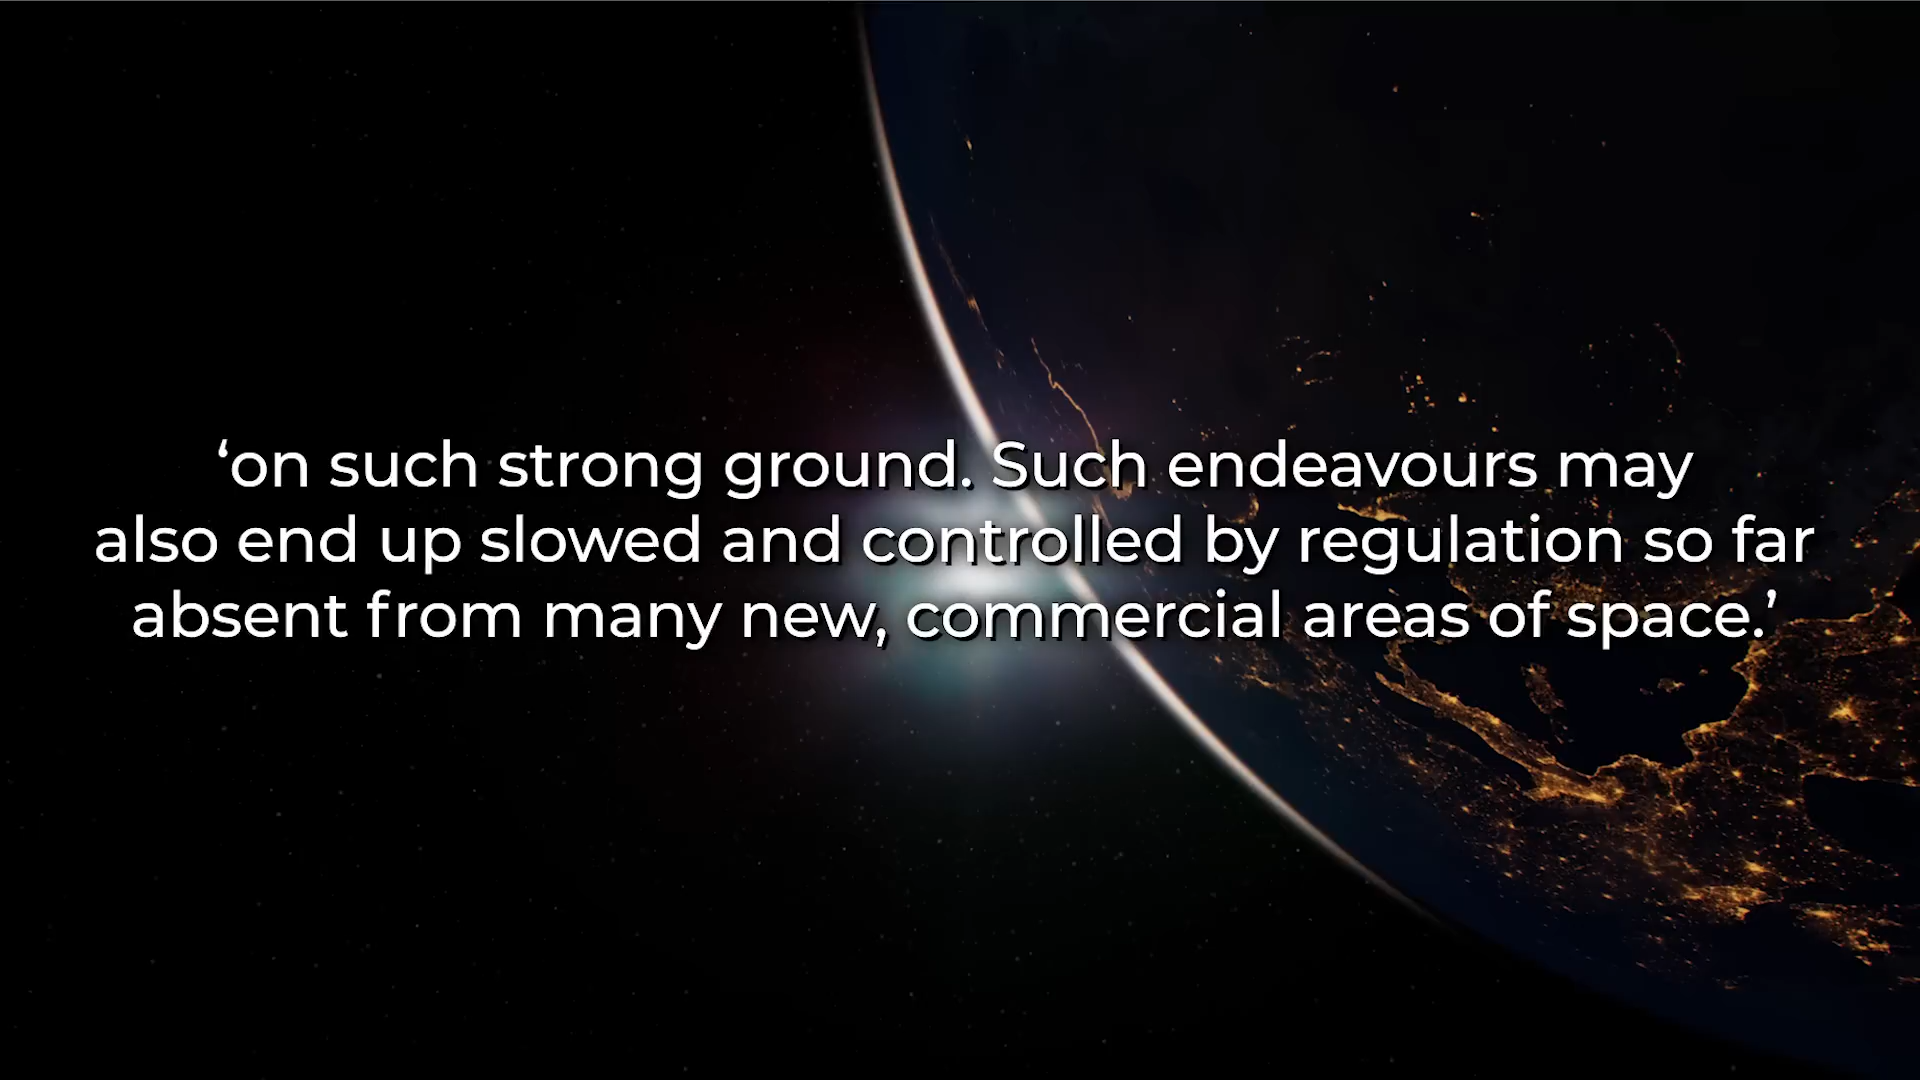 ‘on such strong ground. Such endeavours may
also end up slowed and controlled by regulation so far
absent from many new, commercial areas of space.’